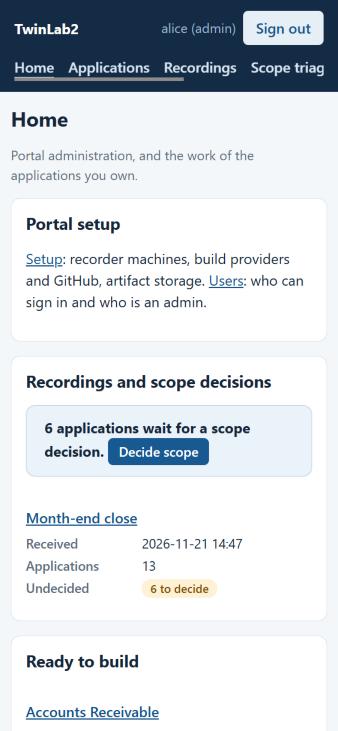 TwinLab2 alice (admin) Sign out
Home Applications Recordings Scope triag
Home
Portal administration, and the work of the
applications you own.
Portal setup
Setup: recorder machines, build providers
and GitHub, artifact storage. Users: who can
sign in and who is an admin.
Recordings and scope decisions
6 applications wait for a scope
decision. Decide scope
Month-end close
Received 2026-11-21 14:47
Applications 13
Undecided 6 to decide
Ready to build
Accounts Receivable